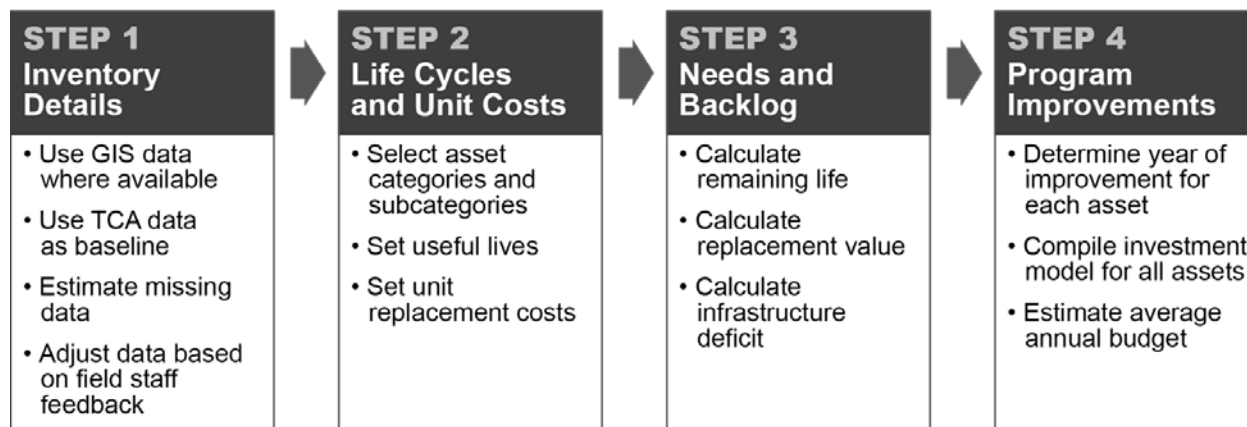 STEP 1
Inventory
Details
• Use GIS data
where available
• Use TCA data
as baseline
• Estimate missing
data
• Adjust data based
on field staff
feedback
STEP 2
Life Cycles
and Unit Costs
• Select asset
categories and
subcategories
• Set useful lives
• Set unit
replacement costs
STEP 3
Needs and
Backlog
• Calculate
remaining life
• Calculate
replacement value
• Calculate
infrastructure
deficit
STEP 4
Program
Improvements
• Determine year of
improvement for
each asset
• Compile investment
model for all assets
• Estimate average
annual budget